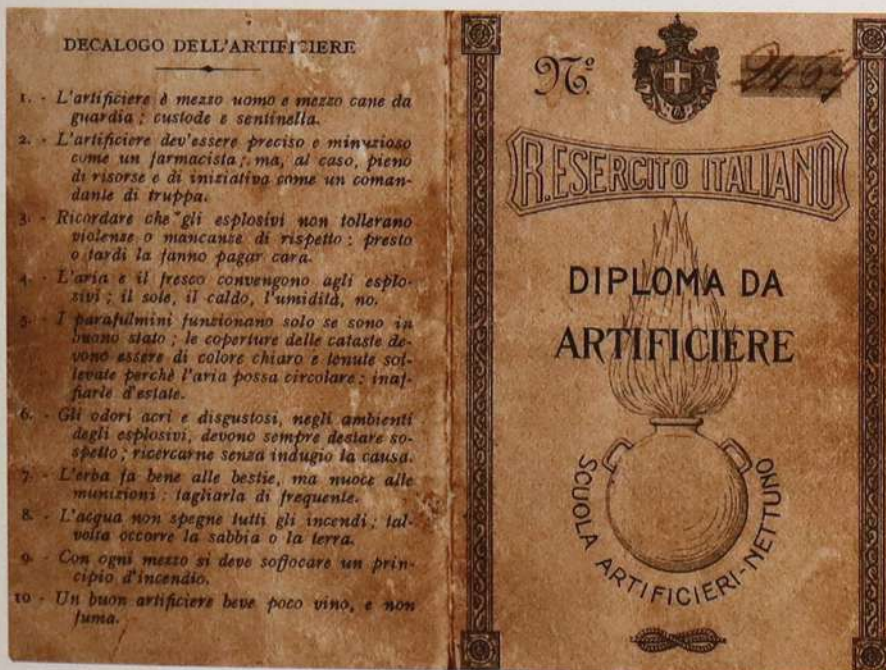 DECALOGO DELL'ARTIFICIERE
1. - L'artificiere è mezzo uomo e mezzo cane da
guardia ; custode e sentinella.
2. - L'artificiere dev'essere preciso e minuzioso
come un farmacista ; ma, al caso, pieno
di risorse e di iniziativa come un coman-
dante di truppa.
3. - Ricordare che gli esplosivi non tollerano
violenze o mancanze di rispetto : presto
o tardi la fanno pagar cara.
4. - L'aria e il fresco convengono agli esplo-
sivi ; il sole, il caldo, l'umidità, no.
5. - I parafulmini funzionano solo se sono in
buono stato ; le coperture delle cataste de-
vono essere di colore chiaro e tenute sol-
levate perchè l'aria possa circolare ; inaf-
fiarle d'estate.
6. - Gli odori acri e disgustosi, negli ambienti
degli esplosivi, devono sempre destare so-
spetto ; ricercarne senza indugio la causa.
7. - L'erba fa bene alle bestie, ma nuoce alle
munizioni : tagliarla di frequente.
8. - L'acqua non spegne tutti gli incendi ; tal-
volta occorre la sabbia o la terra.
9. - Con ogni mezzo si deve soffocare un prin-
cipio d'incendio.
10 - Un buon artificiere beve poco vino, e non
fuma.
Nº
R. ESERCITO ITALIANO
DIPLOMA DA
ARTIFICIERE
SCUOLA ARTIFICIERI-NETTUNO